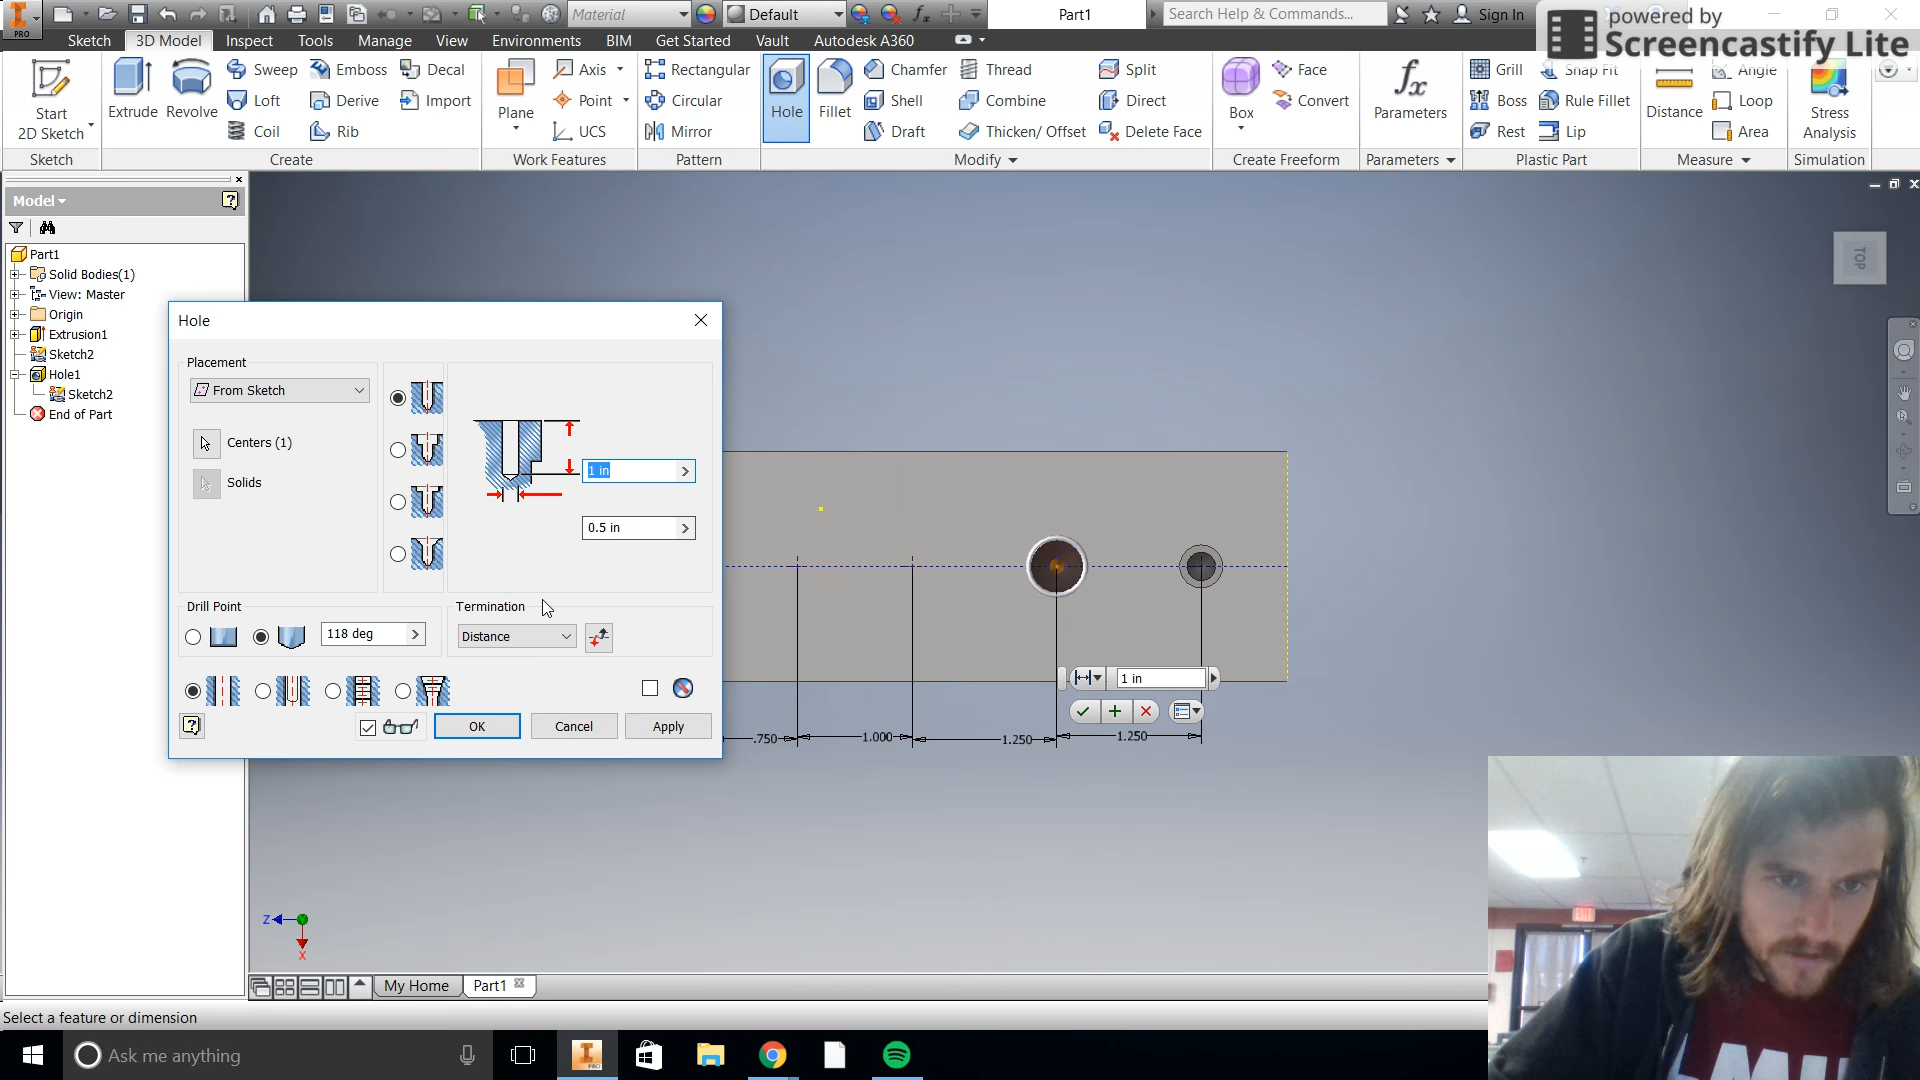 PRO
Material
Default
Part1
Search Help & Commands...
Sign In
powered by
Screencastify Lite
Sketch 3D Model Inspect Tools Manage View Environments BIM Get Started Vault Autodesk A360
Start
2D Sketch
Sketch
Extrude
Revolve
Sweep
Loft
Coil
Emboss
Derive
Rib
Decal
Import
Create
Plane
Axis
Point
UCS
Work Features
Rectangular
Circular
Mirror
Pattern
Hole
Fillet
Chamfer
Shell
Draft
Thread
Combine
Thicken/ Offset
Split
Direct
Delete Face
Modify
Box
Face
Convert
Create Freeform
fx
Parameters
Parameters
Grill
Boss
Rest
Snap Fit
Rule Fillet
Lip
Plastic Part
Distance
Angle
Loop
Area
Measure
Stress
Analysis
Simulation
Model
Part1
Solid Bodies(1)
View: Master
Origin
Extrusion1
Sketch2
Hole1
Sketch2
End of Part
Hole
Placement
From Sketch
Centers (1)
Solids
1 in
0.5 in
Drill Point
118 deg
Termination
Distance
OK
Cancel
Apply
TOP
1 in
.750
1.000
1.250
1.250
Z
X
My Home
Part1
Select a feature or dimension
Ask me anything
PRO